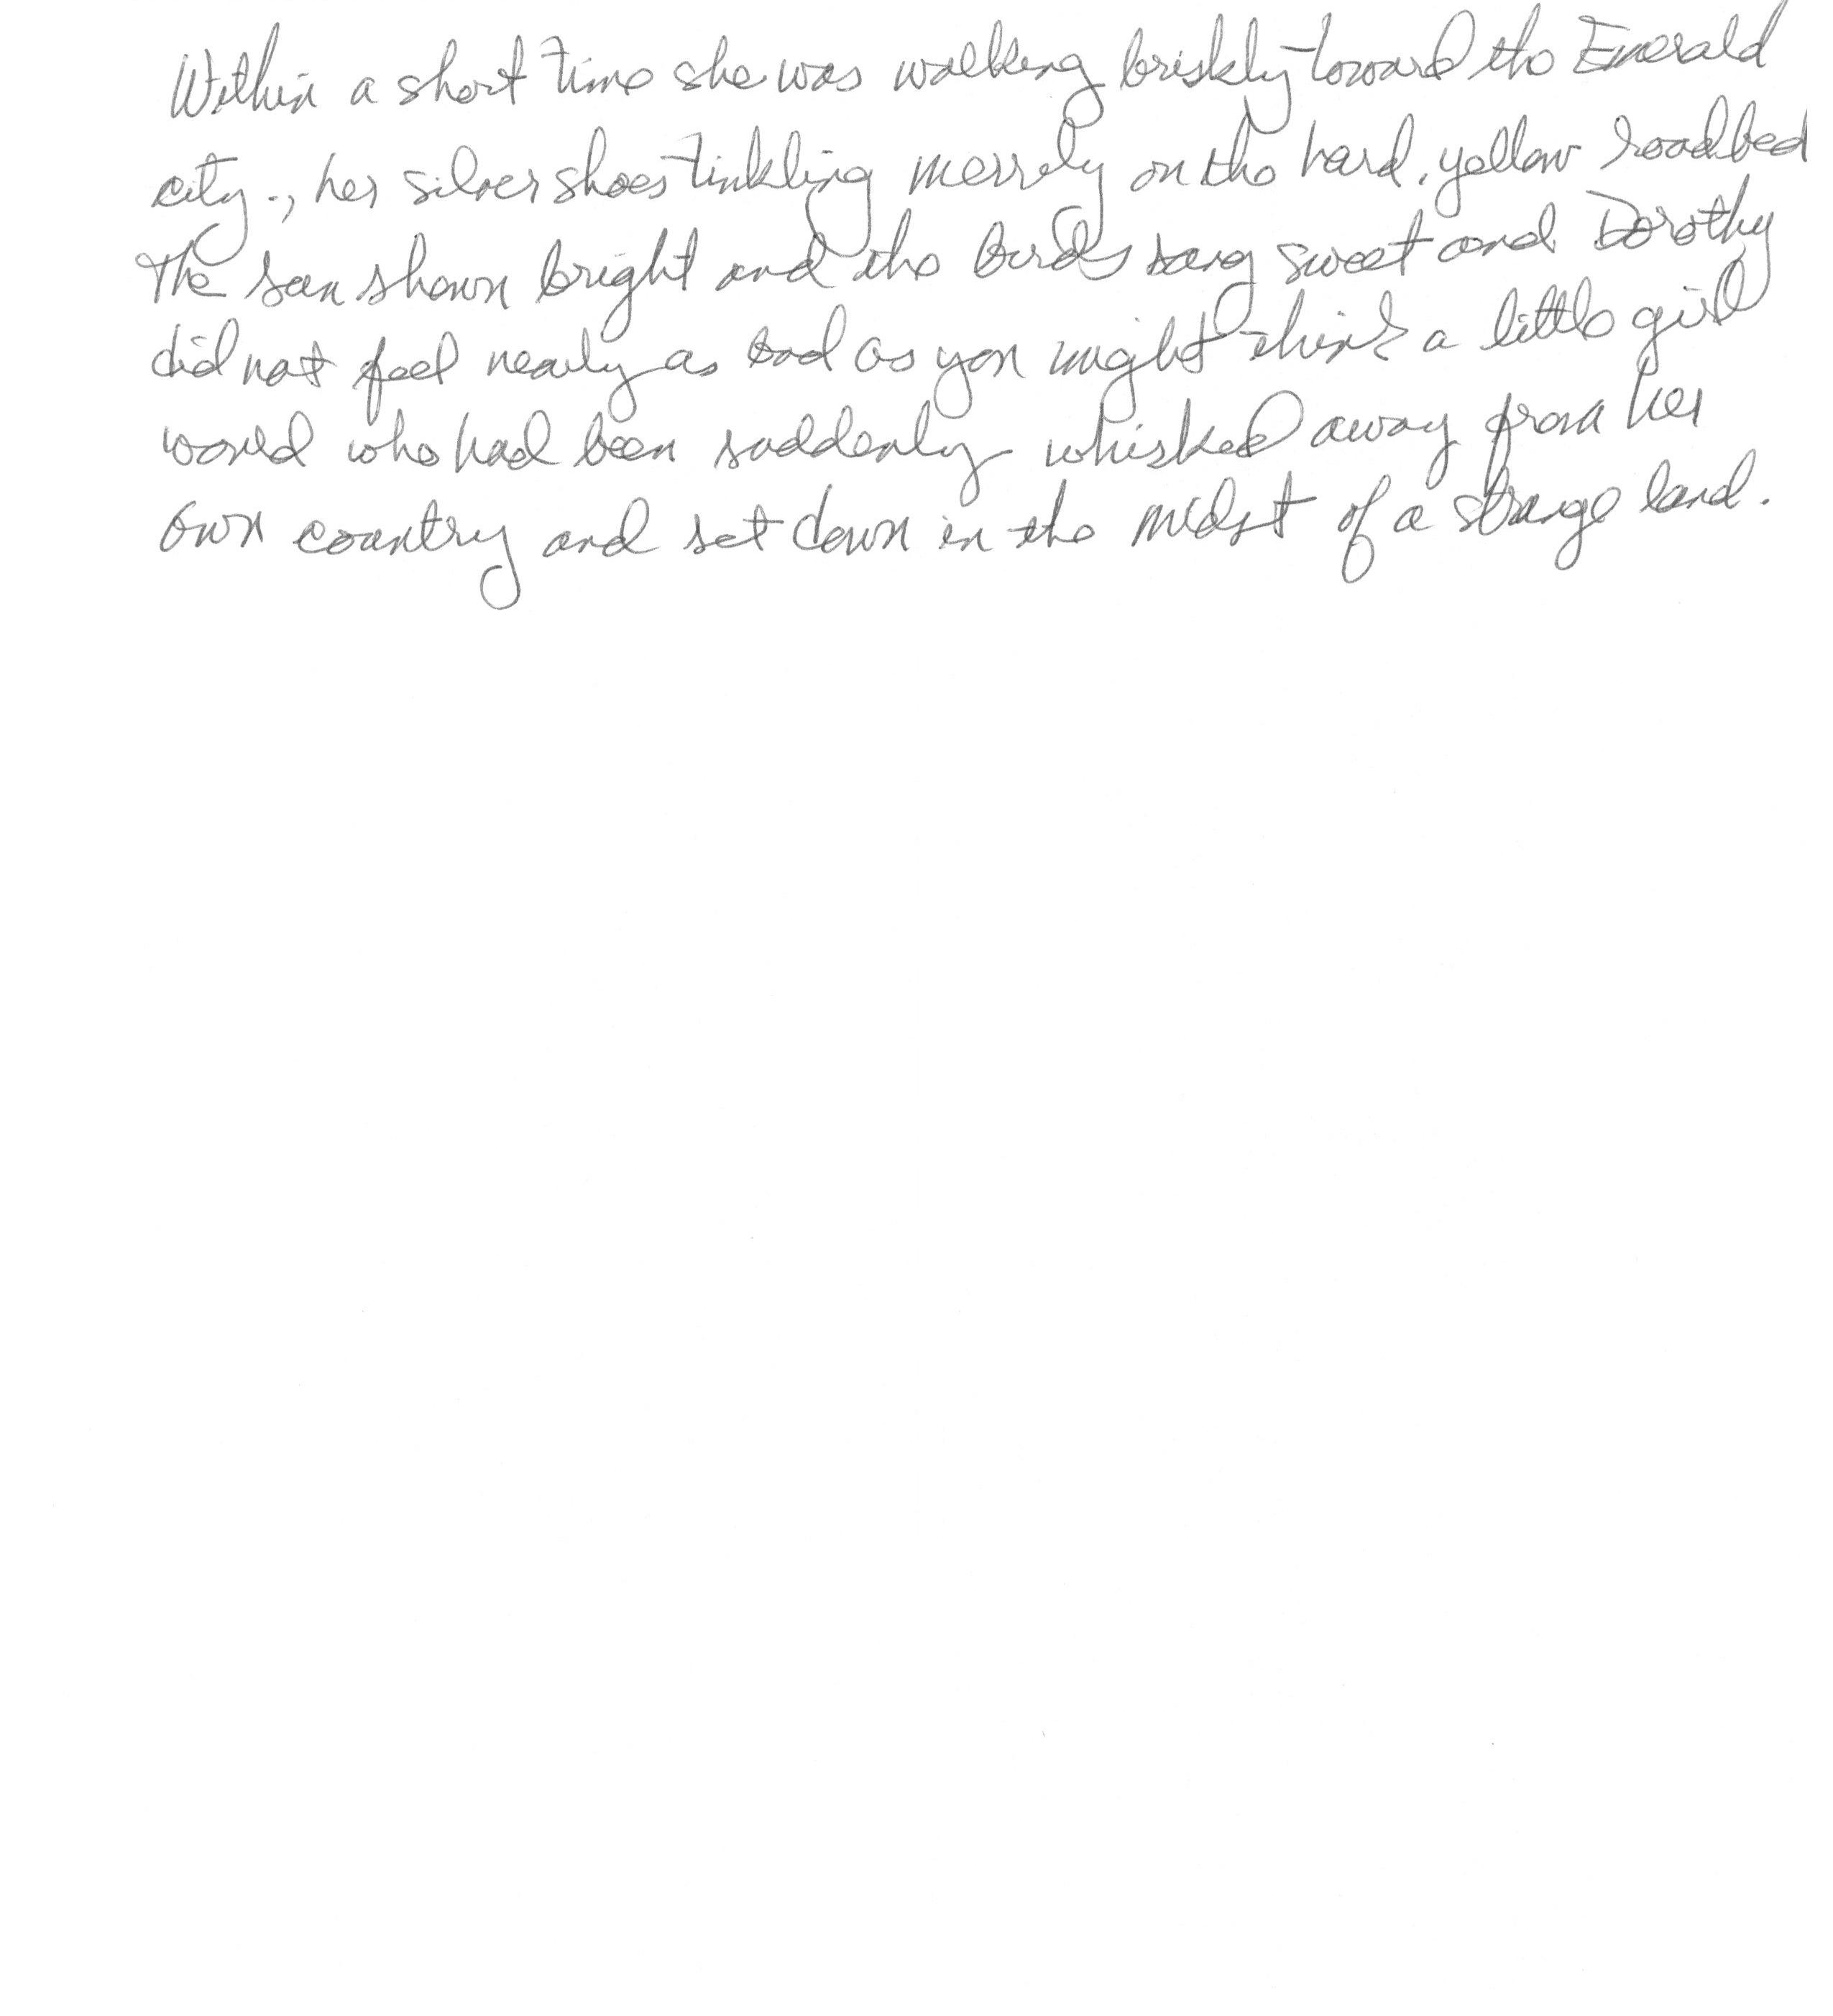 Within a short time she was walking briskly toward the Emerald
city., her silver shoes tinkling merrely on the hard, yellow roadbed
The sun shown bright and the birds sang sweet and Dorothy
did not feel nearly as bad as you might think a little girl
would who had been suddenly whisked away from her
own country and set down in the midst of a strange land.